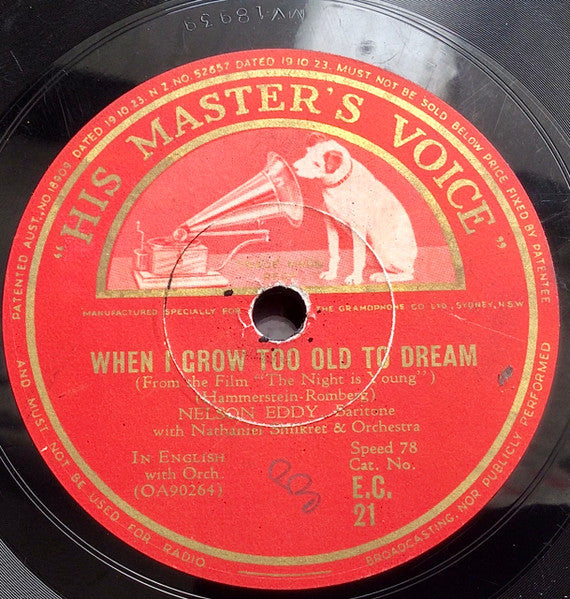 MV18939
PATENTED AUST., NO. 18909 DATED 19.10.23. N Z NO. 52657 DATED 19.10.23. MUST NOT BE SOLD BELOW PRICE FIXED BY PATENTEE
"HIS MASTER'S VOICE"
MANUFACTURED SPECIALLY FOR THE GRAMOPHONE CO LTD., SYDNEY, N.S.W
WHEN I GROW TOO OLD TO DREAM
(From the Film "The Night is Young")
(Hammerstein-Romberg)
NELSON EDDY Baritone
with Nathaniel Shilkret & Orchestra
IN ENGLISH
with Orch.
(OA90264)
Speed 78
Cat. No.
E.C.
21
AND MUST NOT BE USED FOR RADIO BROADCASTING, NOR PUBLICLY PERFORMED